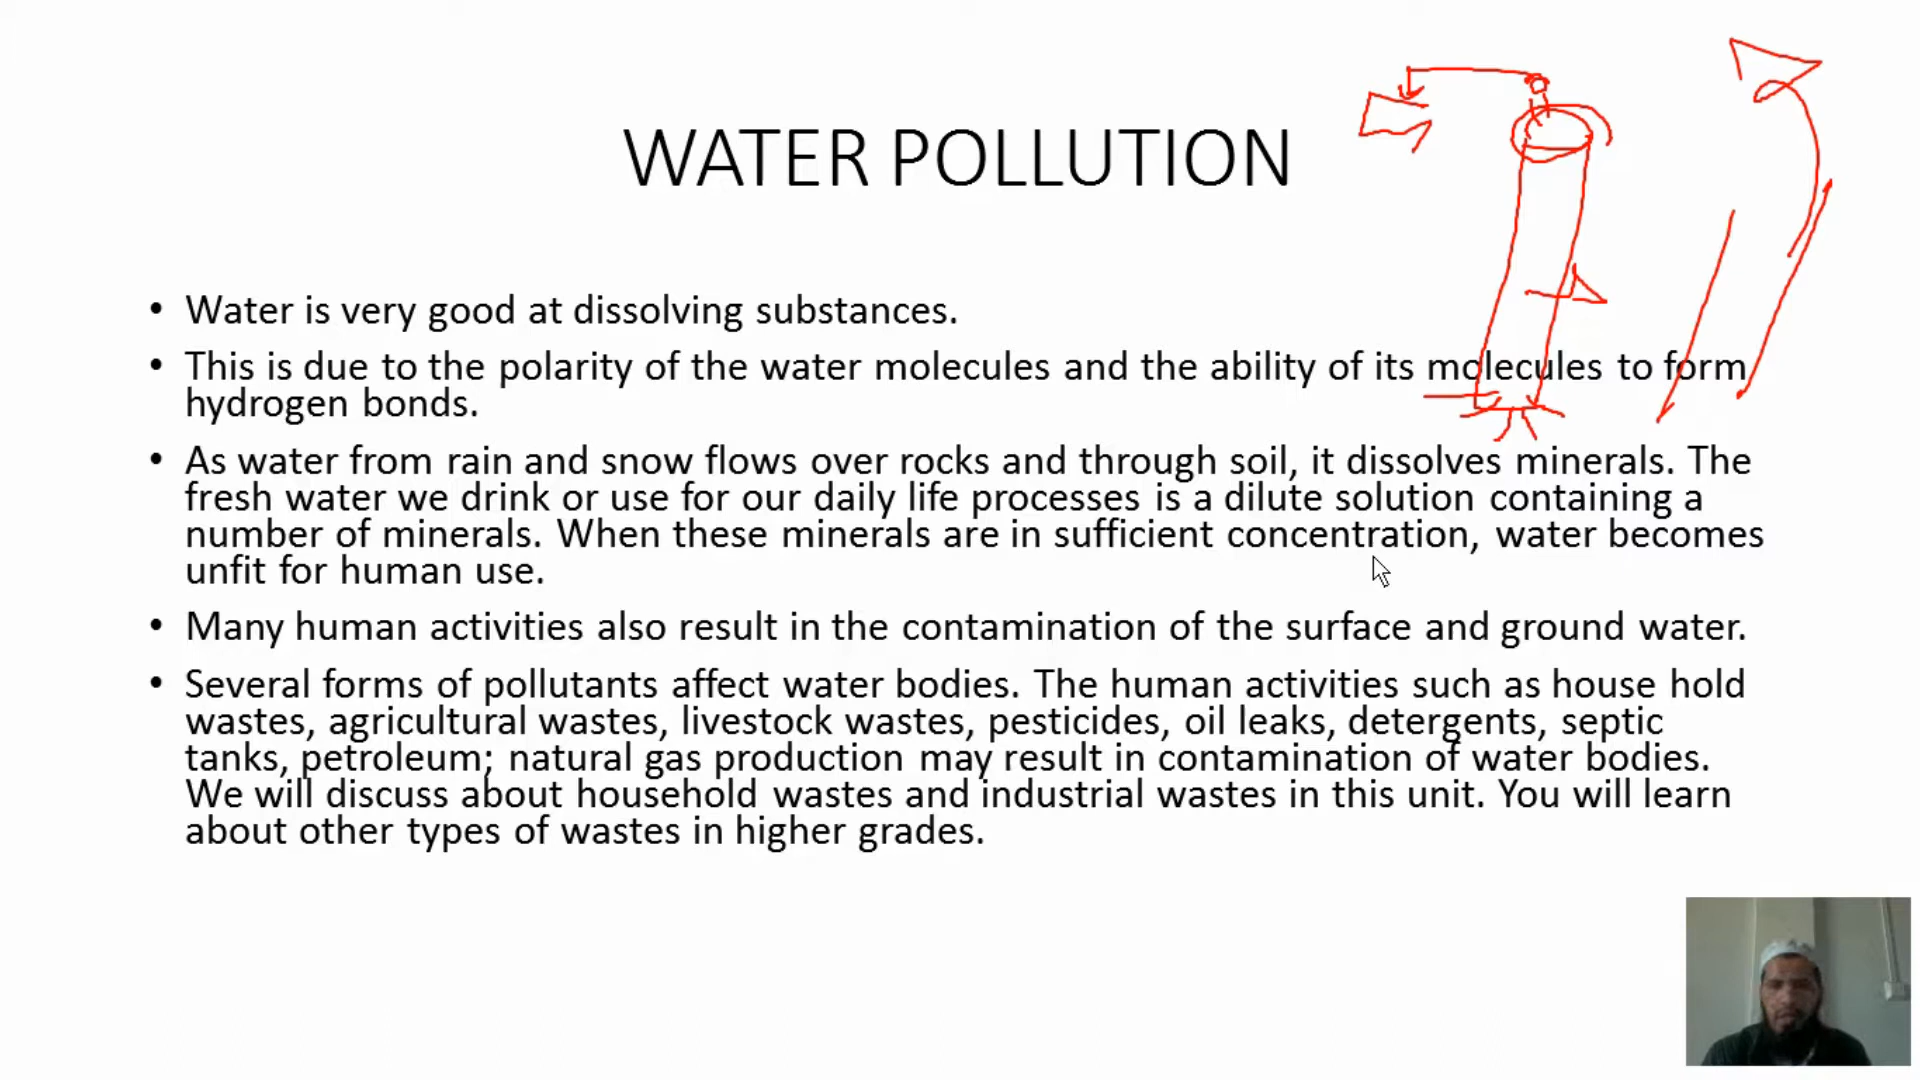 WATER POLLUTION
• Water is very good at dissolving substances.
• This is due to the polarity of the water molecules and the ability of its molecules to form
hydrogen bonds.
• As water from rain and snow flows over rocks and through soil, it dissolves minerals. The
fresh water we drink or use for our daily life processes is a dilute solution containing a
number of minerals. When these minerals are in sufficient concentration, water becomes
unfit for human use.
• Many human activities also result in the contamination of the surface and ground water.
• Several forms of pollutants affect water bodies. The human activities such as house hold
wastes, agricultural wastes, livestock wastes, pesticides, oil leaks, detergents, septic
tanks, petroleum; natural gas production may result in contamination of water bodies.
We will discuss about household wastes and industrial wastes in this unit. You will learn
about other types of wastes in higher grades.